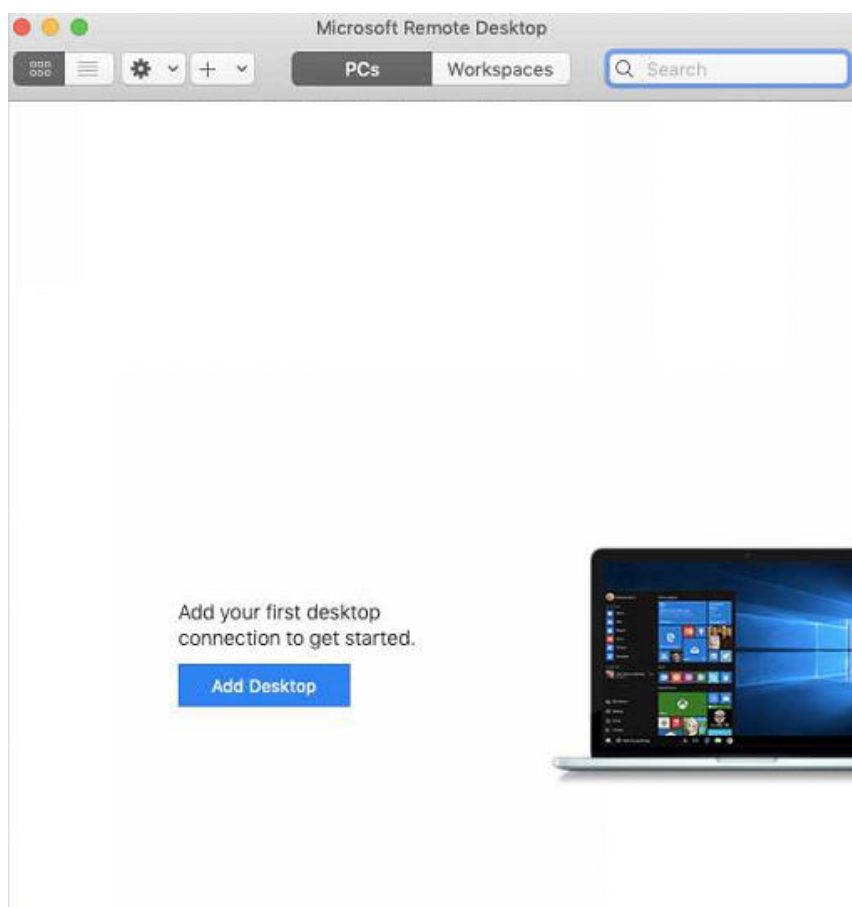 Microsoft Remote Desktop
PCs
Workspaces
Search
Add your first desktop
connection to get started.
Add Desktop